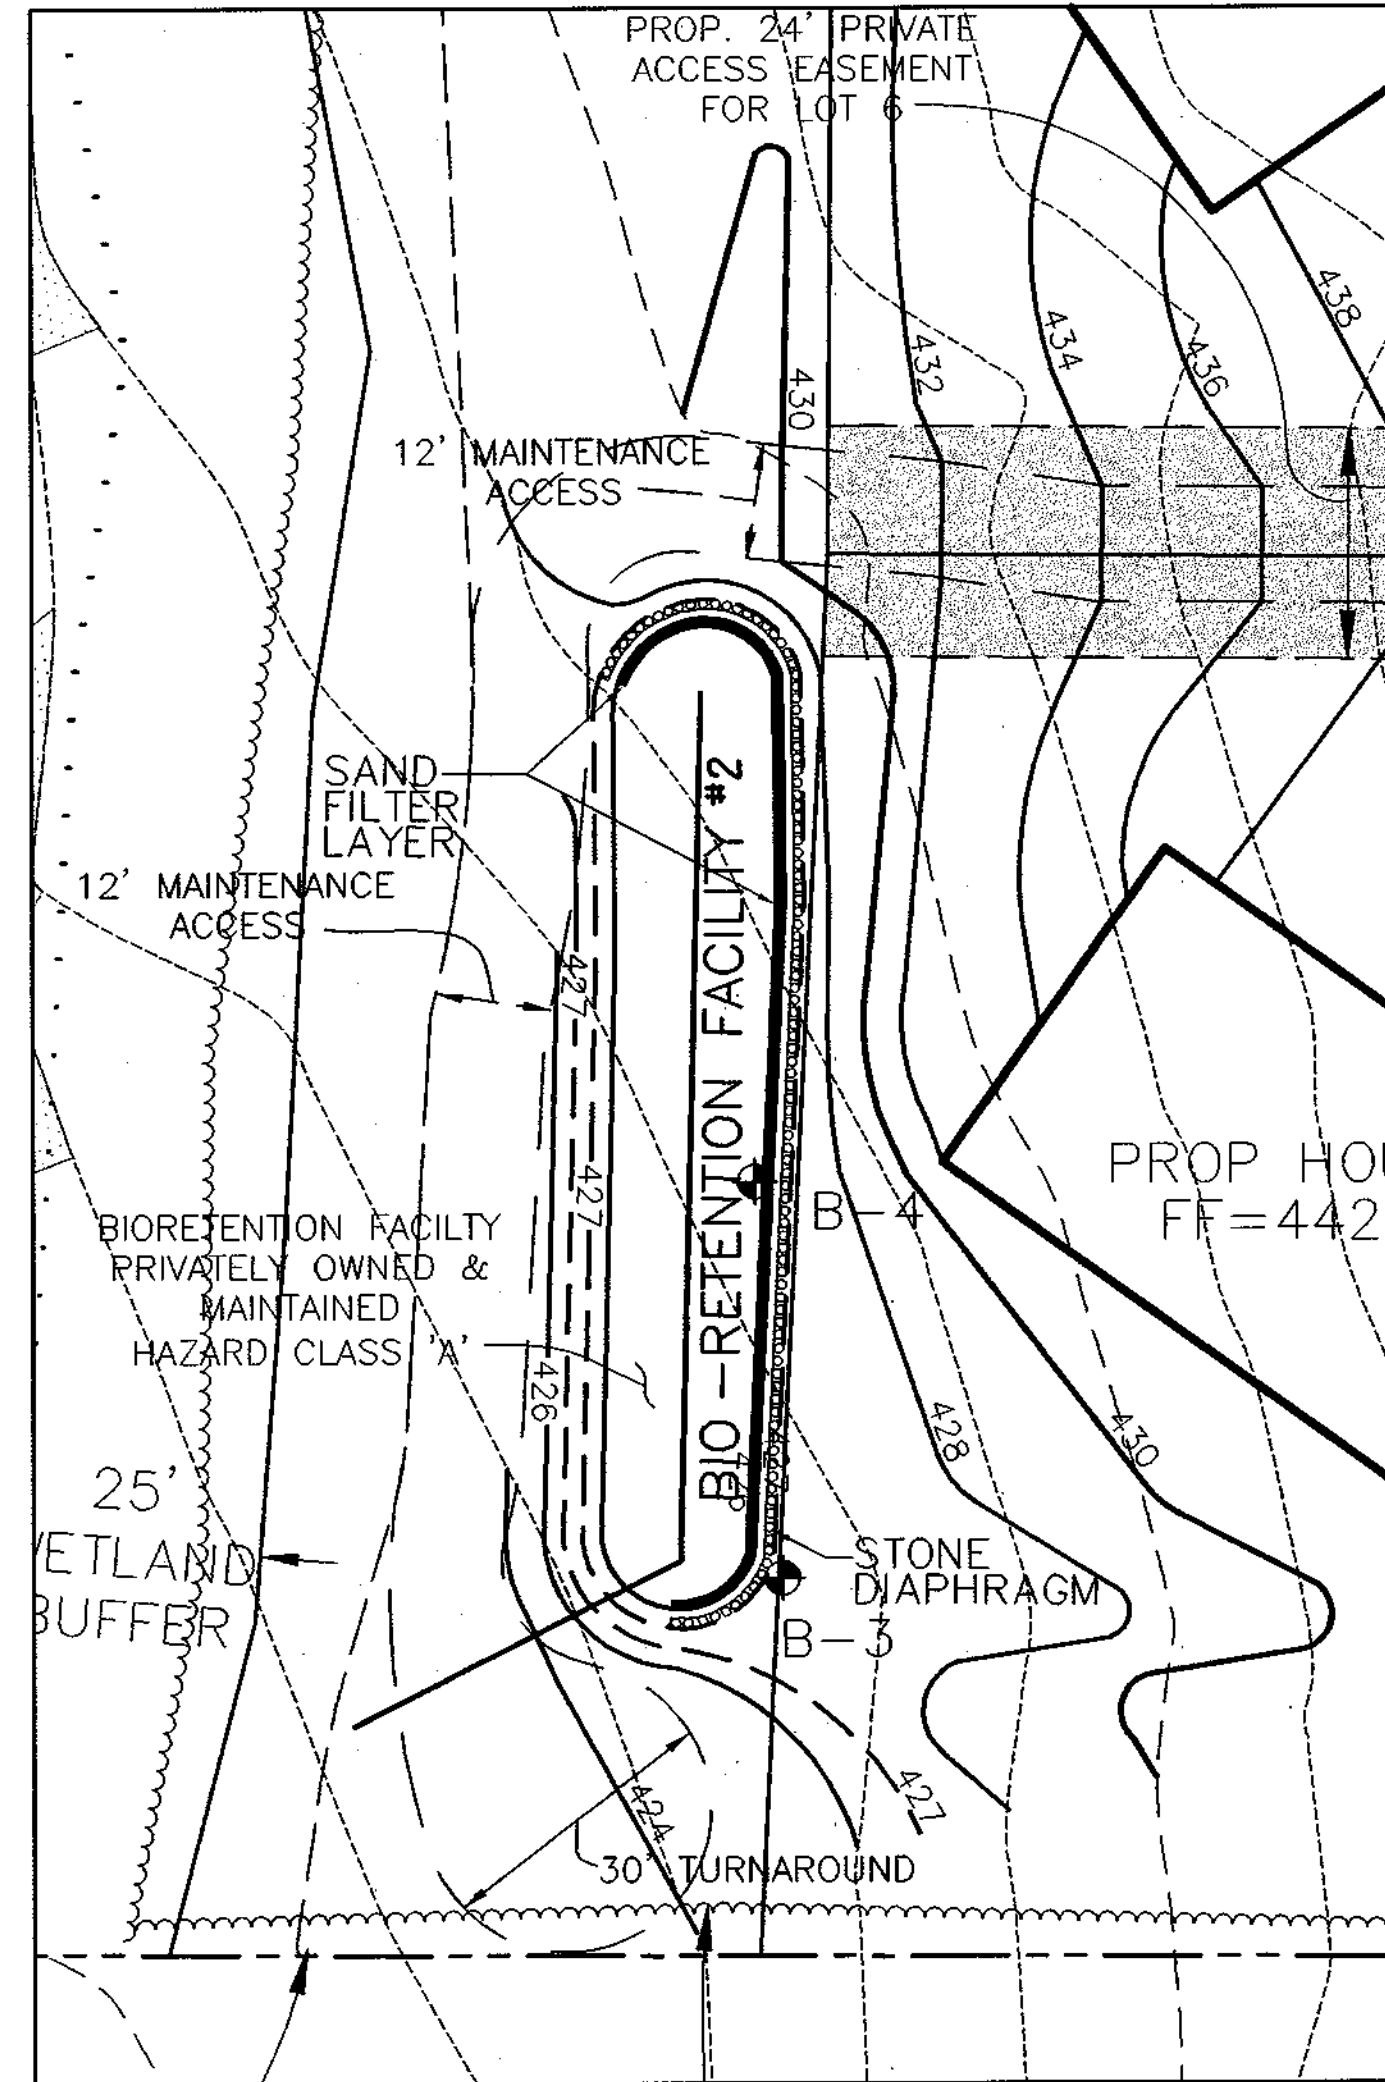 PROP. 24' PRIVATE
ACCESS EASEMENT
FOR LOT 6
438
434
432
436
430
12' MAINTENANCE
ACCESS
SAND
FILTER
LAYER
#2
BIO-RETENTION FACILITY
12' MAINTENANCE
ACCESS
427
427
B-4
PROP HOU
FF=442
BIORETENTION FACILTY
PRIVATELY OWNED &
MAINTAINED
HAZARD CLASS 'A'
426
428
430
25'
WETLAND
BUFFER
STONE
DIAPHRAGM
B-3
427
424
30' TURNAROUND